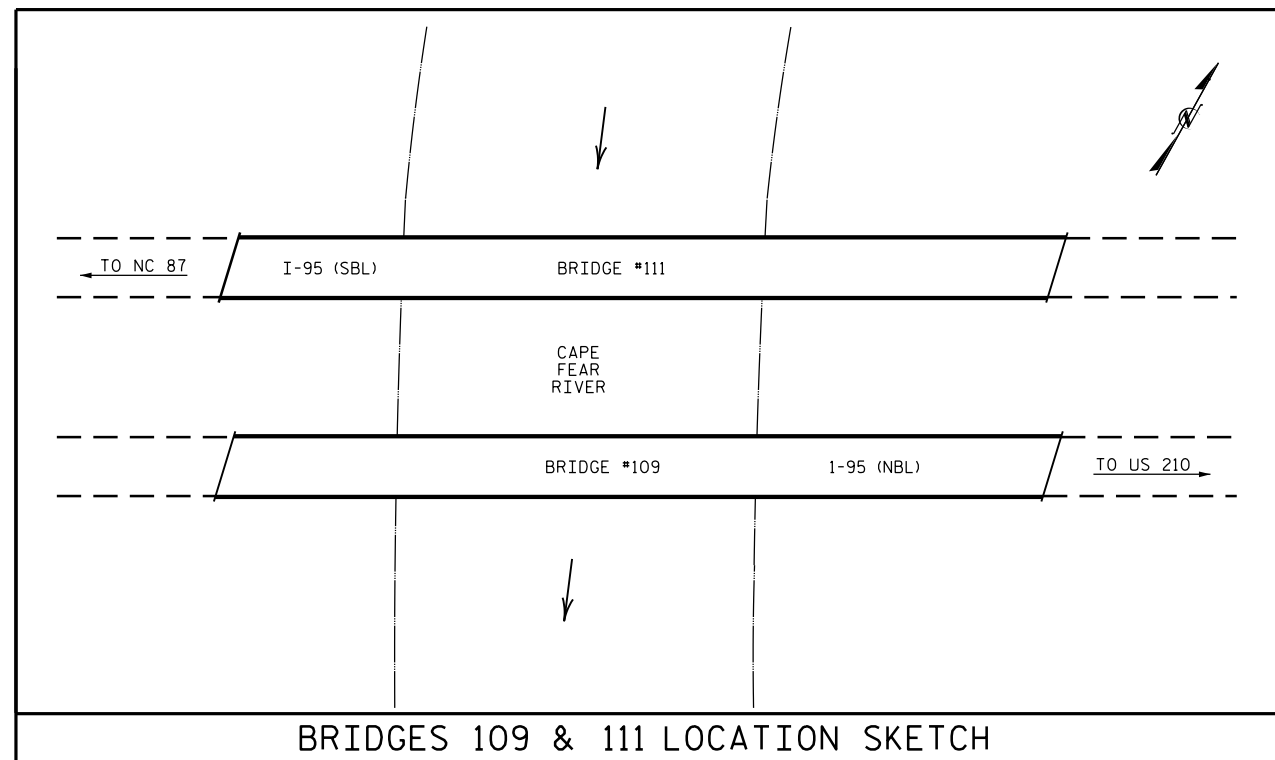 N
TO NC 87
I-95 (SBL)
BRIDGE #111
CAPE
FEAR
RIVER
BRIDGE #109
1-95 (NBL)
TO US 210
BRIDGES 109 & 111 LOCATION SKETCH